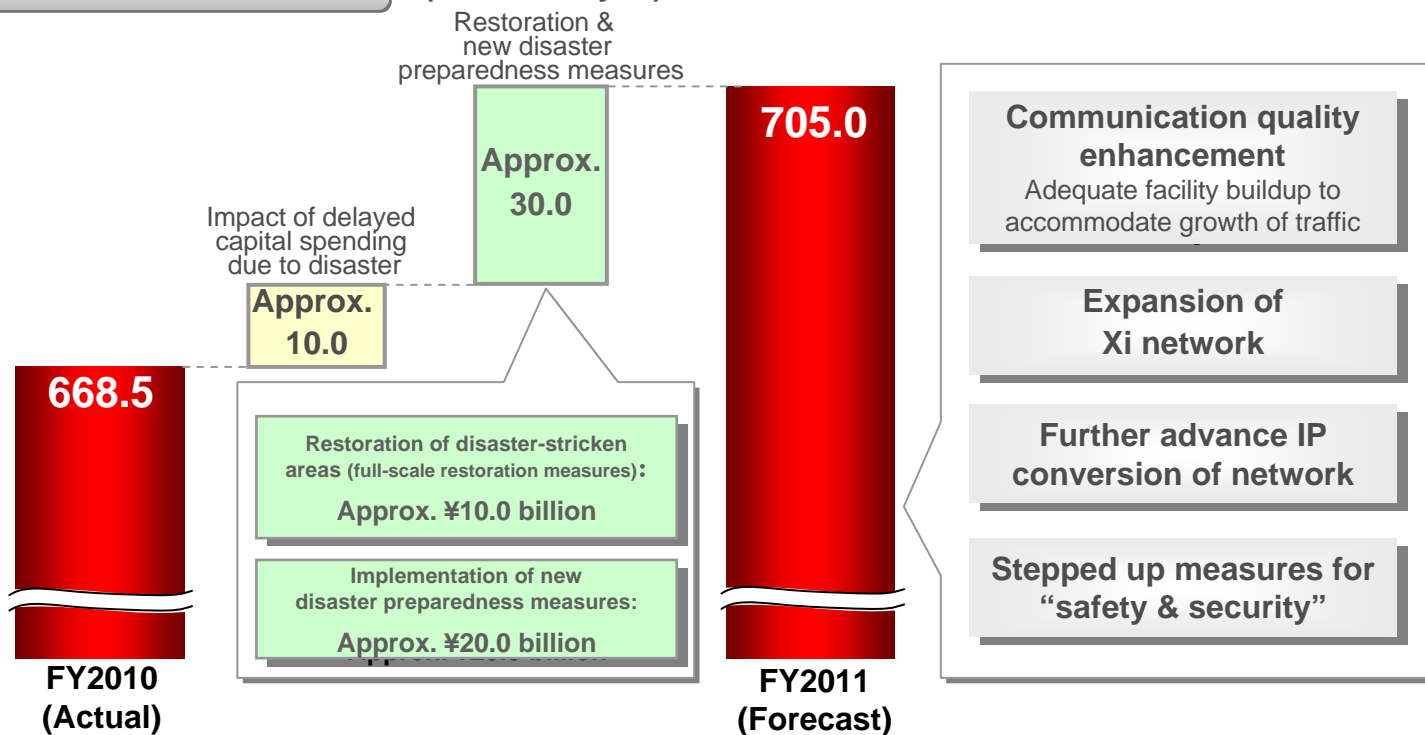 Restoration &
new disaster
preparedness measures
705.0
Approx.
30.0
Impact of delayed
capital spending
due to disaster
Approx.
10.0
668.5
Restoration of disaster-stricken
areas (full-scale restoration measures):
Approx. ¥10.0 billion
Implementation of new
disaster preparedness measures:
Approx. ¥20.0 billion
FY2010
(Actual)
FY2011
(Forecast)
Communication quality
enhancement
Adequate facility buildup to
accommodate growth of traffic
Expansion of
Xi network
Further advance IP
conversion of network
Stepped up measures for
“safety & security”